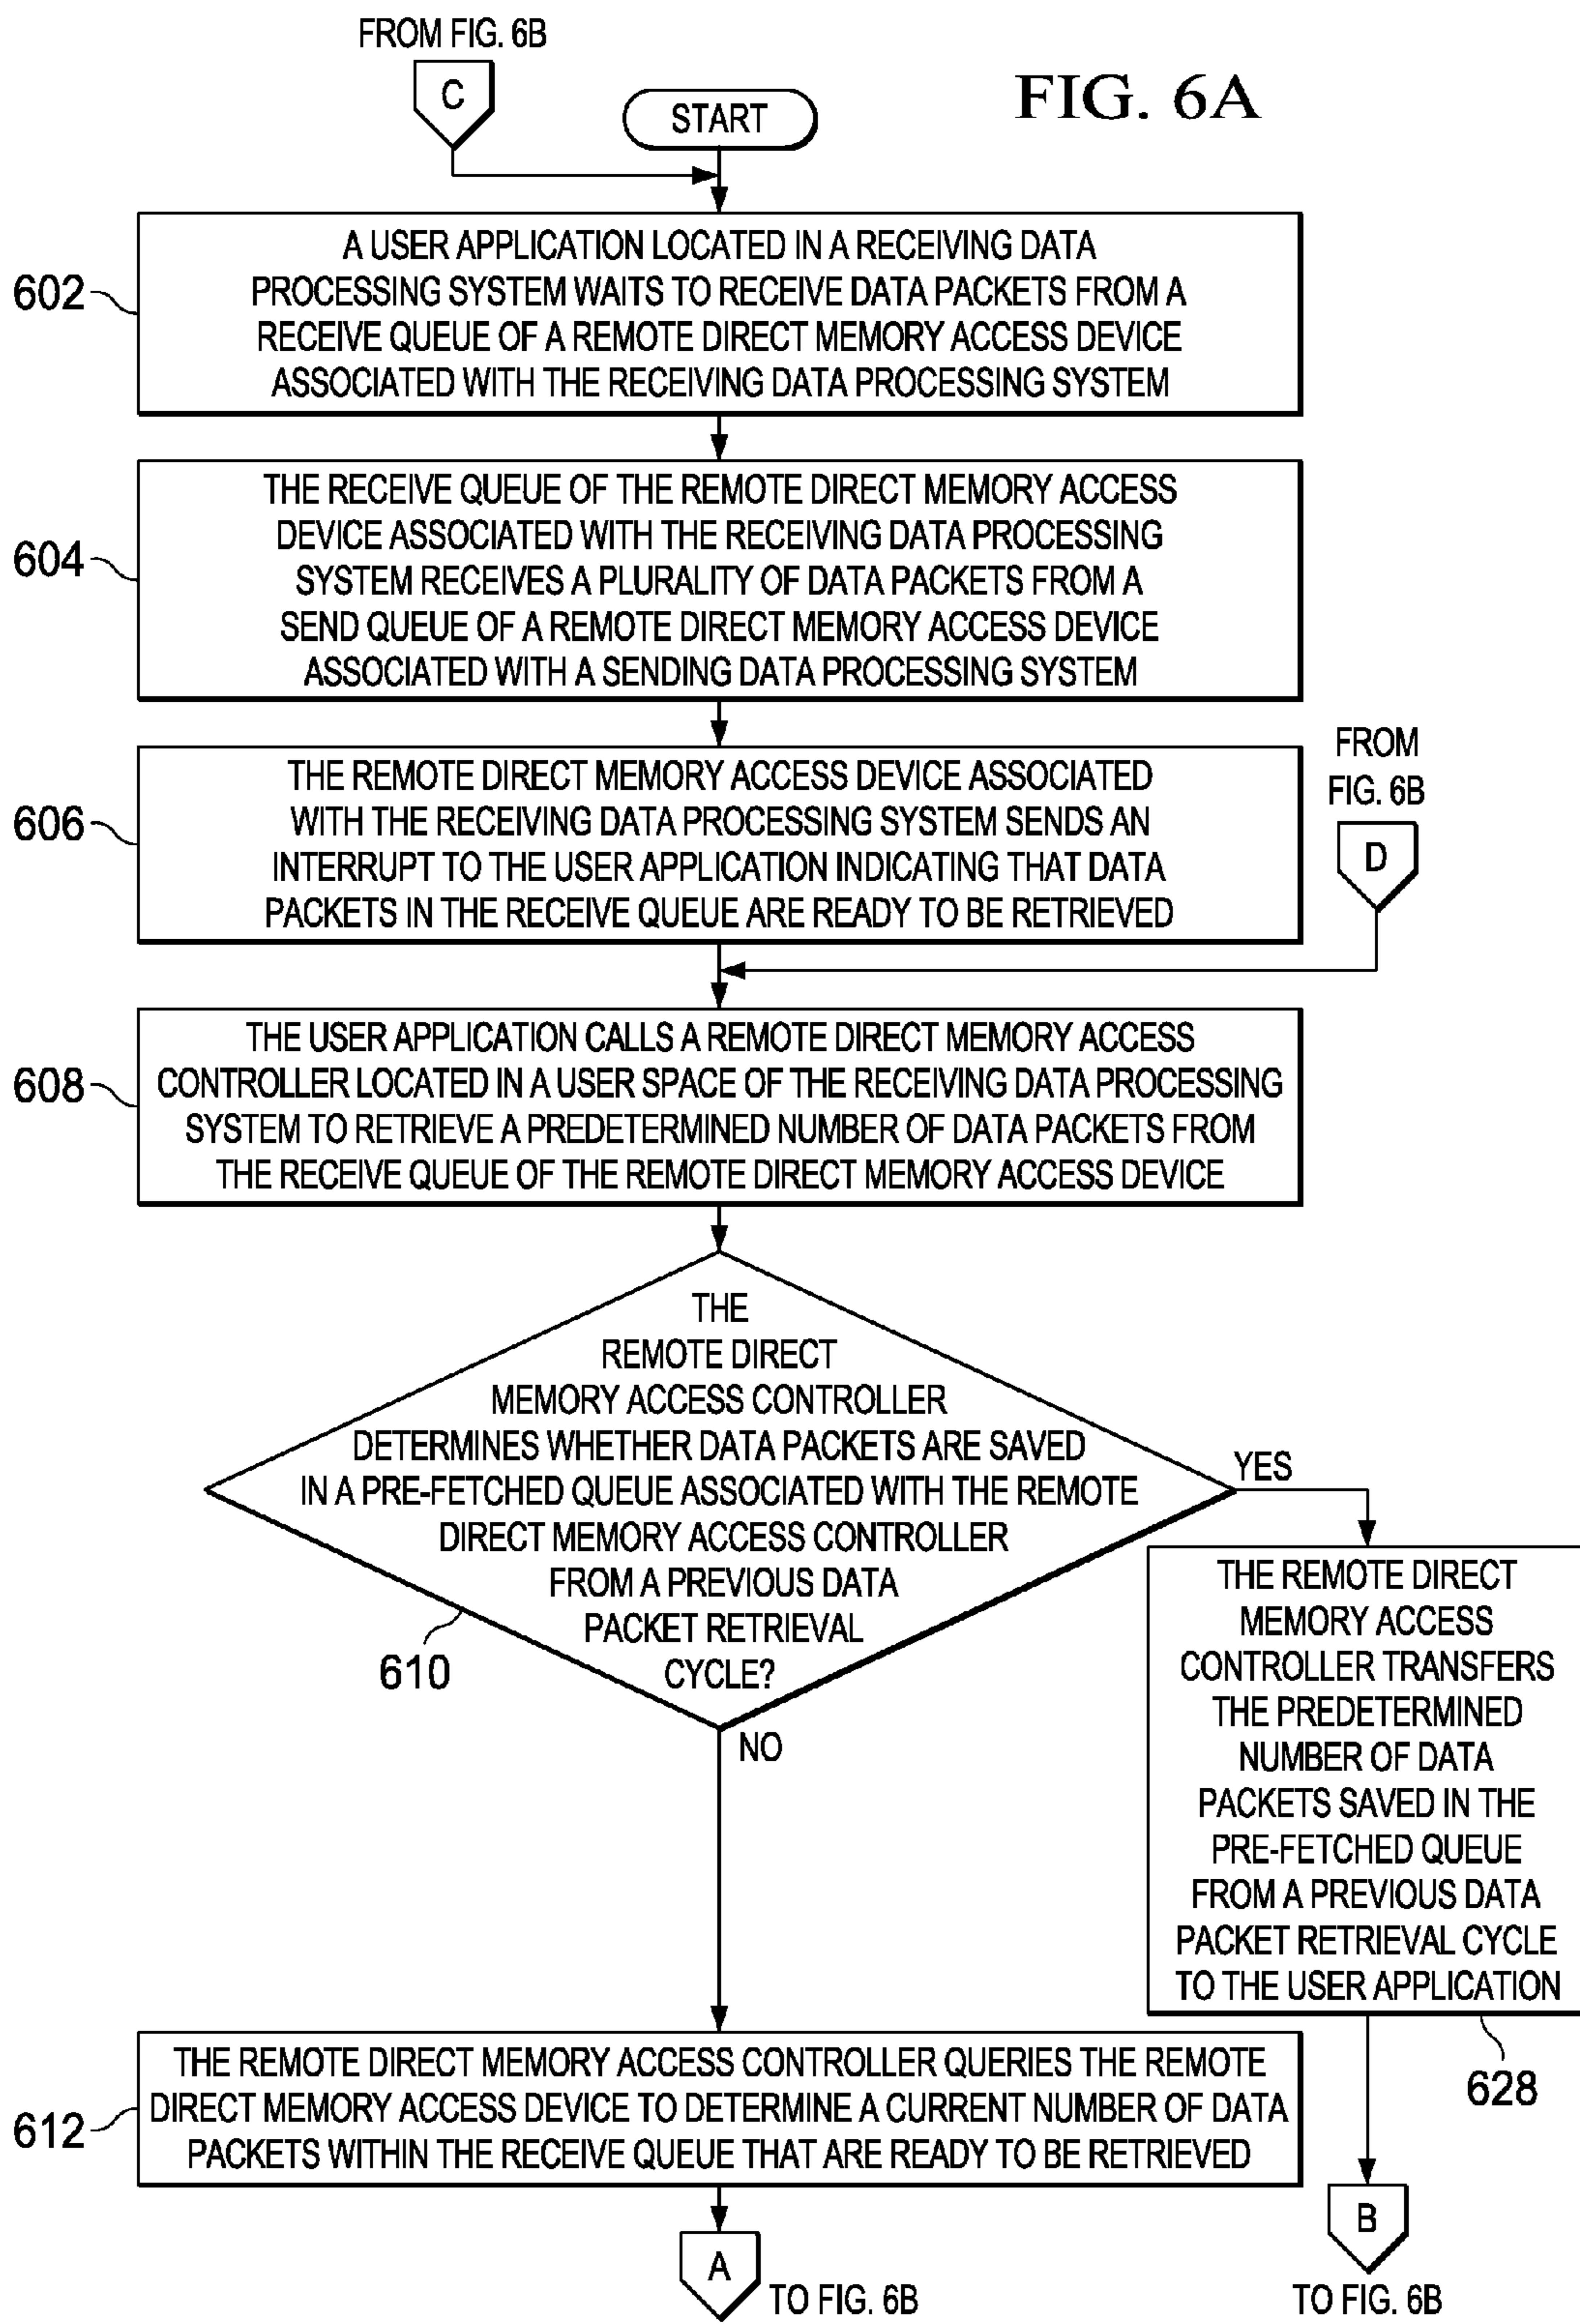 FROM FIG. 6B
C
START
FIG. 6A
602
A USER APPLICATION LOCATED IN A RECEIVING DATA
PROCESSING SYSTEM WAITS TO RECEIVE DATA PACKETS FROM A
RECEIVE QUEUE OF A REMOTE DIRECT MEMORY ACCESS DEVICE
ASSOCIATED WITH THE RECEIVING DATA PROCESSING SYSTEM
604
THE RECEIVE QUEUE OF THE REMOTE DIRECT MEMORY ACCESS
DEVICE ASSOCIATED WITH THE RECEIVING DATA PROCESSING
SYSTEM RECEIVES A PLURALITY OF DATA PACKETS FROM A
SEND QUEUE OF A REMOTE DIRECT MEMORY ACCESS DEVICE
ASSOCIATED WITH A SENDING DATA PROCESSING SYSTEM
606
THE REMOTE DIRECT MEMORY ACCESS DEVICE ASSOCIATED
WITH THE RECEIVING DATA PROCESSING SYSTEM SENDS AN
INTERRUPT TO THE USER APPLICATION INDICATING THAT DATA
PACKETS IN THE RECEIVE QUEUE ARE READY TO BE RETRIEVED
FROM
FIG. 6B
D
608
THE USER APPLICATION CALLS A REMOTE DIRECT MEMORY ACCESS
CONTROLLER LOCATED IN A USER SPACE OF THE RECEIVING DATA PROCESSING
SYSTEM TO RETRIEVE A PREDETERMINED NUMBER OF DATA PACKETS FROM
THE RECEIVE QUEUE OF THE REMOTE DIRECT MEMORY ACCESS DEVICE
THE
REMOTE DIRECT
MEMORY ACCESS CONTROLLER
DETERMINES WHETHER DATA PACKETS ARE SAVED
IN A PRE-FETCHED QUEUE ASSOCIATED WITH THE REMOTE
DIRECT MEMORY ACCESS CONTROLLER
FROM A PREVIOUS DATA
PACKET RETRIEVAL
CYCLE?
610
YES
NO
THE REMOTE DIRECT
MEMORY ACCESS
CONTROLLER TRANSFERS
THE PREDETERMINED
NUMBER OF DATA
PACKETS SAVED IN THE
PRE-FETCHED QUEUE
FROM A PREVIOUS DATA
PACKET RETRIEVAL CYCLE
TO THE USER APPLICATION
628
612
THE REMOTE DIRECT MEMORY ACCESS CONTROLLER QUERIES THE REMOTE
DIRECT MEMORY ACCESS DEVICE TO DETERMINE A CURRENT NUMBER OF DATA
PACKETS WITHIN THE RECEIVE QUEUE THAT ARE READY TO BE RETRIEVED
A
TO FIG. 6B
B
TO FIG. 6B